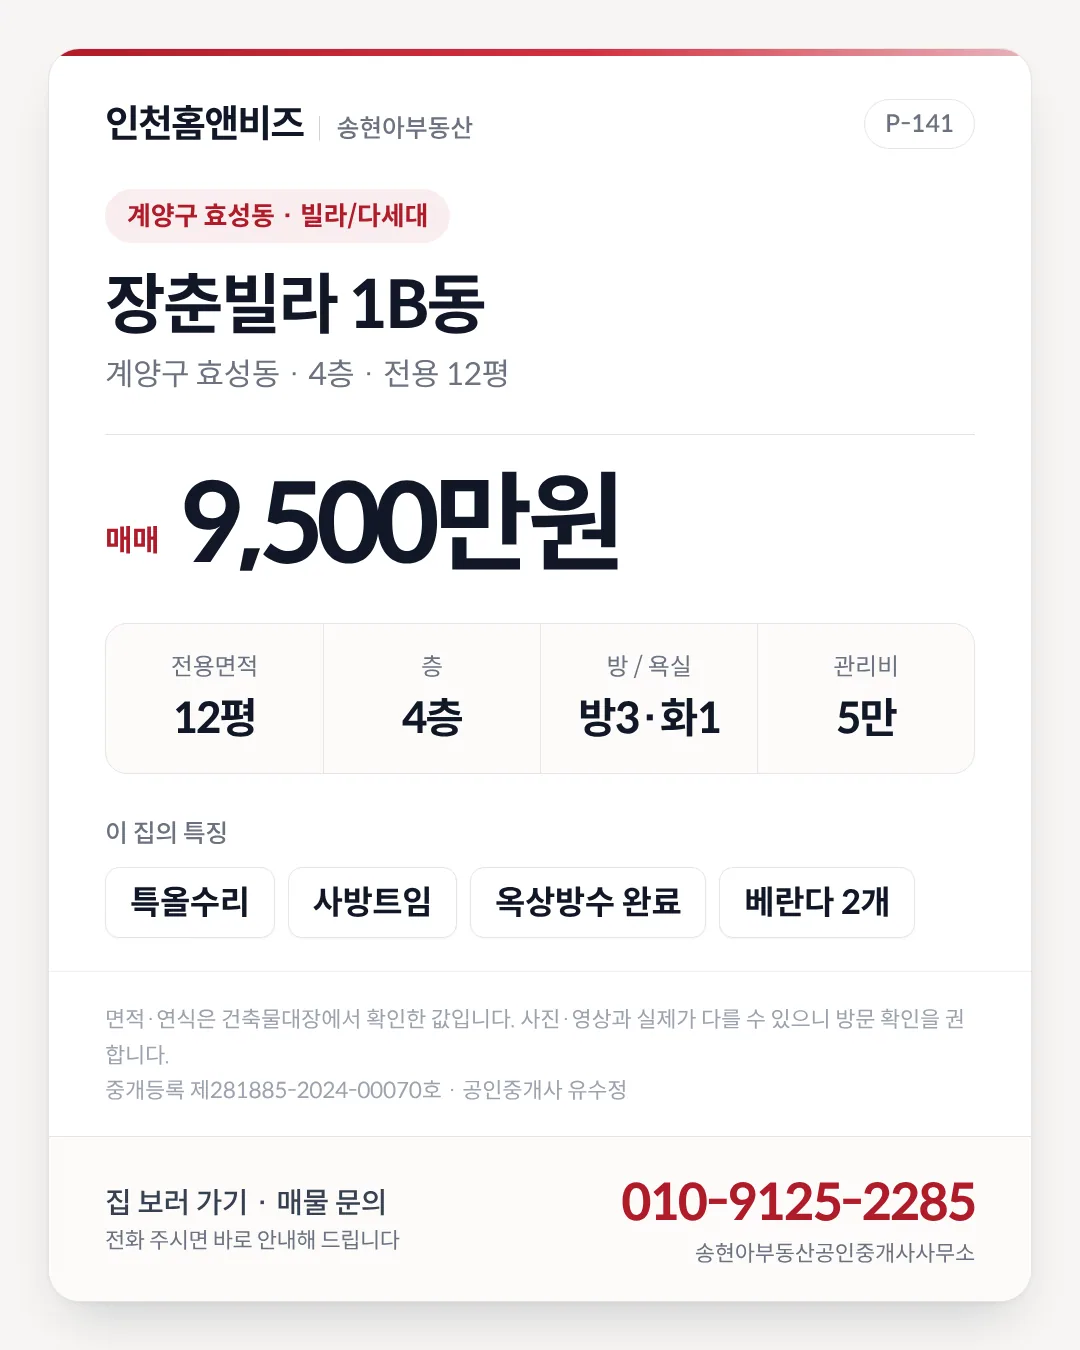 인천홈앤비즈 송현아부동산 P-141
계양구 효성동 · 빌라/다세대
장춘빌라 1B동
계양구 효성동 · 4층 · 전용 12평
매매 9,500만원
전용면적 층 방 / 욕실 관리비
12평 4층 방3·화1 5만
이 집의 특징
특올수리 사방트임 옥상방수 완료 베란다 2개
면적·연식은 건축물대장에서 확인한 값입니다. 사진·영상과 실제가 다를 수 있으니 방문 확인을 권
합니다.
중개등록 제281885-2024-00070호 · 공인중개사 유수정
집 보러 가기 · 매물 문의 010-9125-2285
전화 주시면 바로 안내해 드립니다 송현아부동산공인중개사사무소